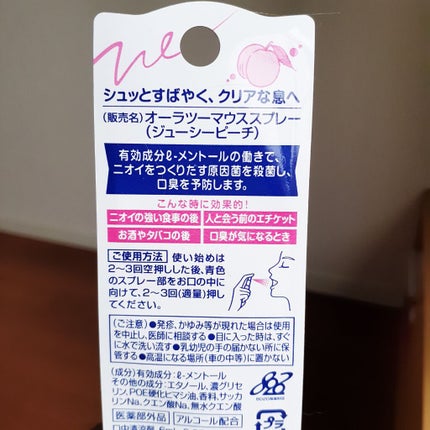 シュッとすばやく、クリアな息へ
(販売名)オーラツーマウススプレー
(ジューシーピーチ)
有効成分ℓ-メントールの働きで、
ニオイをつくりだす原因菌を殺菌し、
口臭を予防します。
こんな時に効果的!
ニオイの強い食事の後 人と会う前のエチケット
お酒やタバコの後 口臭が気になるとき
ご使用方法 使い始めは
2〜3回空押しした後、青色
のスプレー部をお口の中に
向けて、2〜3回(適量)押し
てください。
(ご注意)●発疹、かゆみ等が現れた場合は使用
を中止し、医師に相談する●目に入った時は、すぐ
に水で洗い流す●乳幼児の手の届かない所に保
管する●高温になる場所(車の中等)に置かない
(成分)有効成分:ℓ-メントール
その他の成分:エタノール、濃グリセ
リン、POE硬化ヒマシ油、香料、サッカ
リンNa、クエン酸Na、無水クエン酸
医薬部外品 アルコール配合
プラ